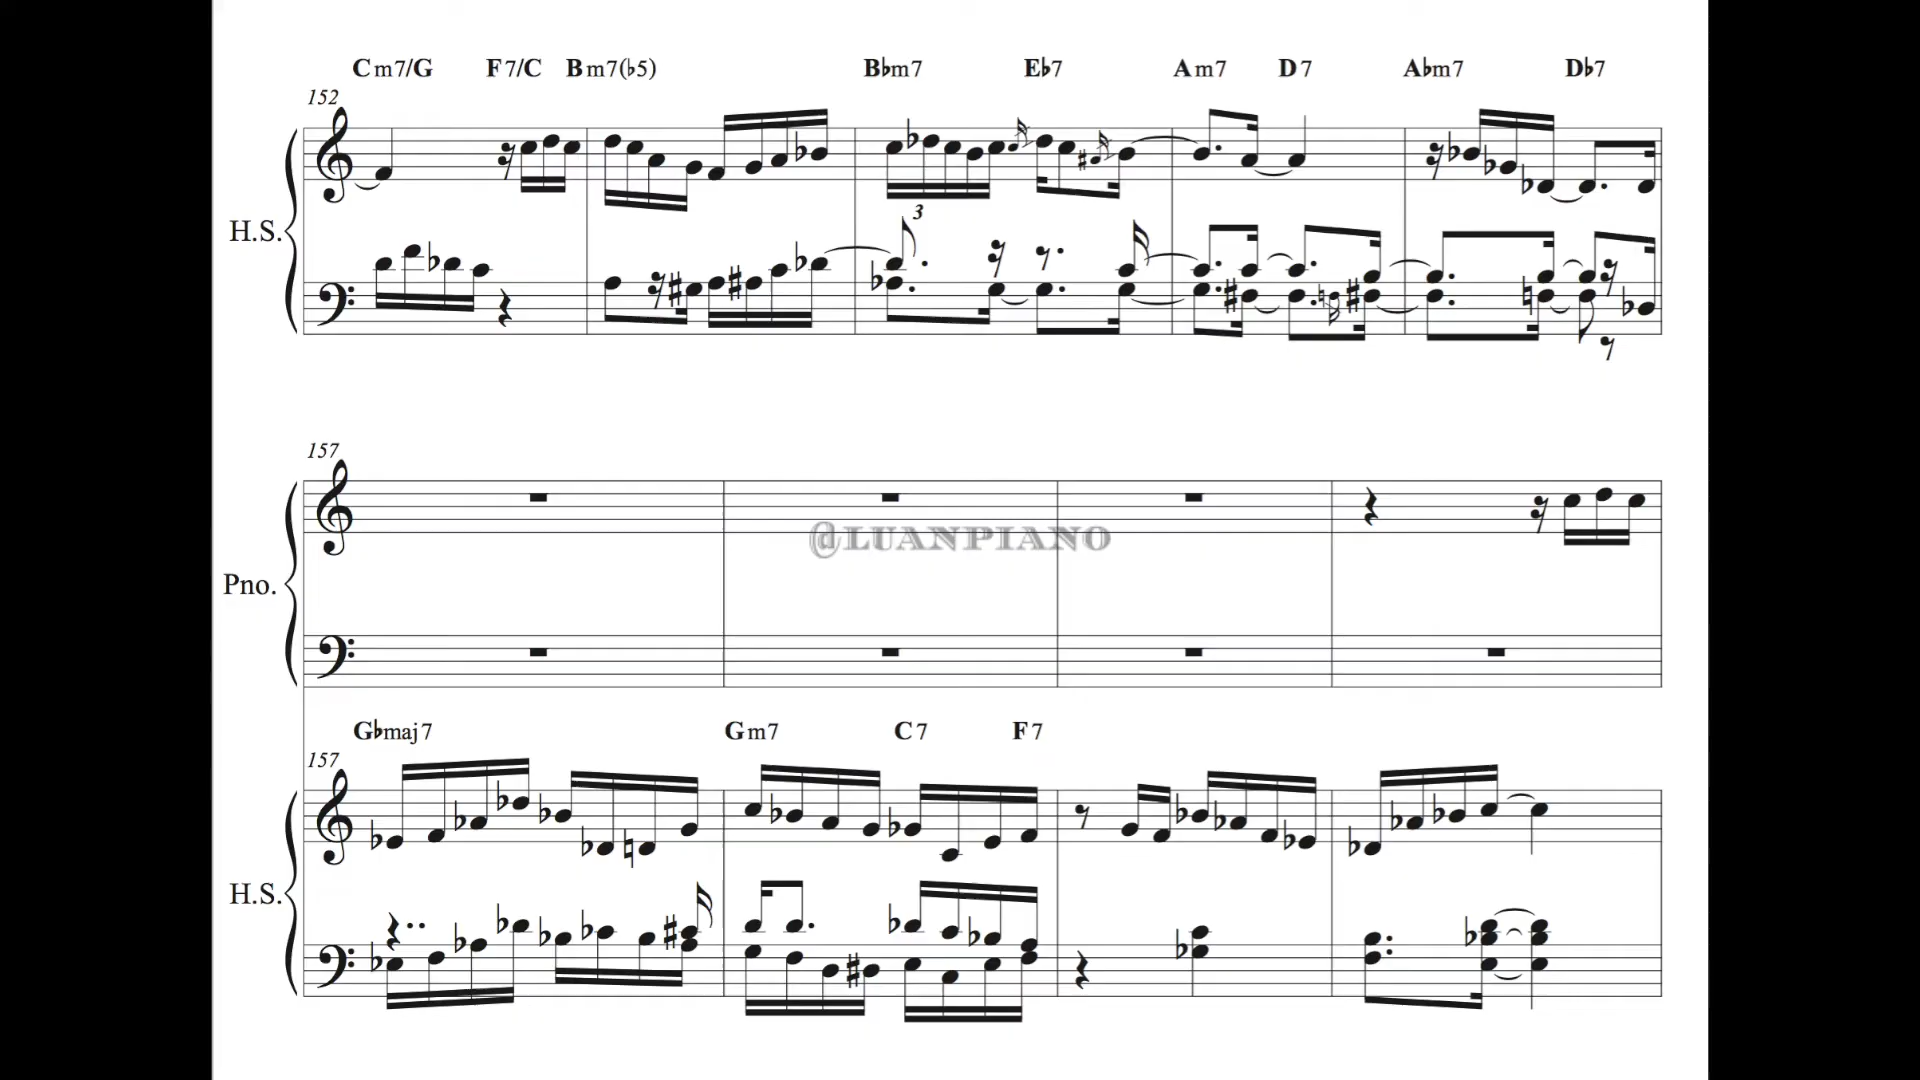 Cm7/G F7/C Bm7(♭5) B♭m7 E♭7 Am7 D7 A♭m7 D♭7
152
3
H.S.
157
@LUANPIANO
Pno.
G♭maj7 Gm7 C7 F7
157
H.S.